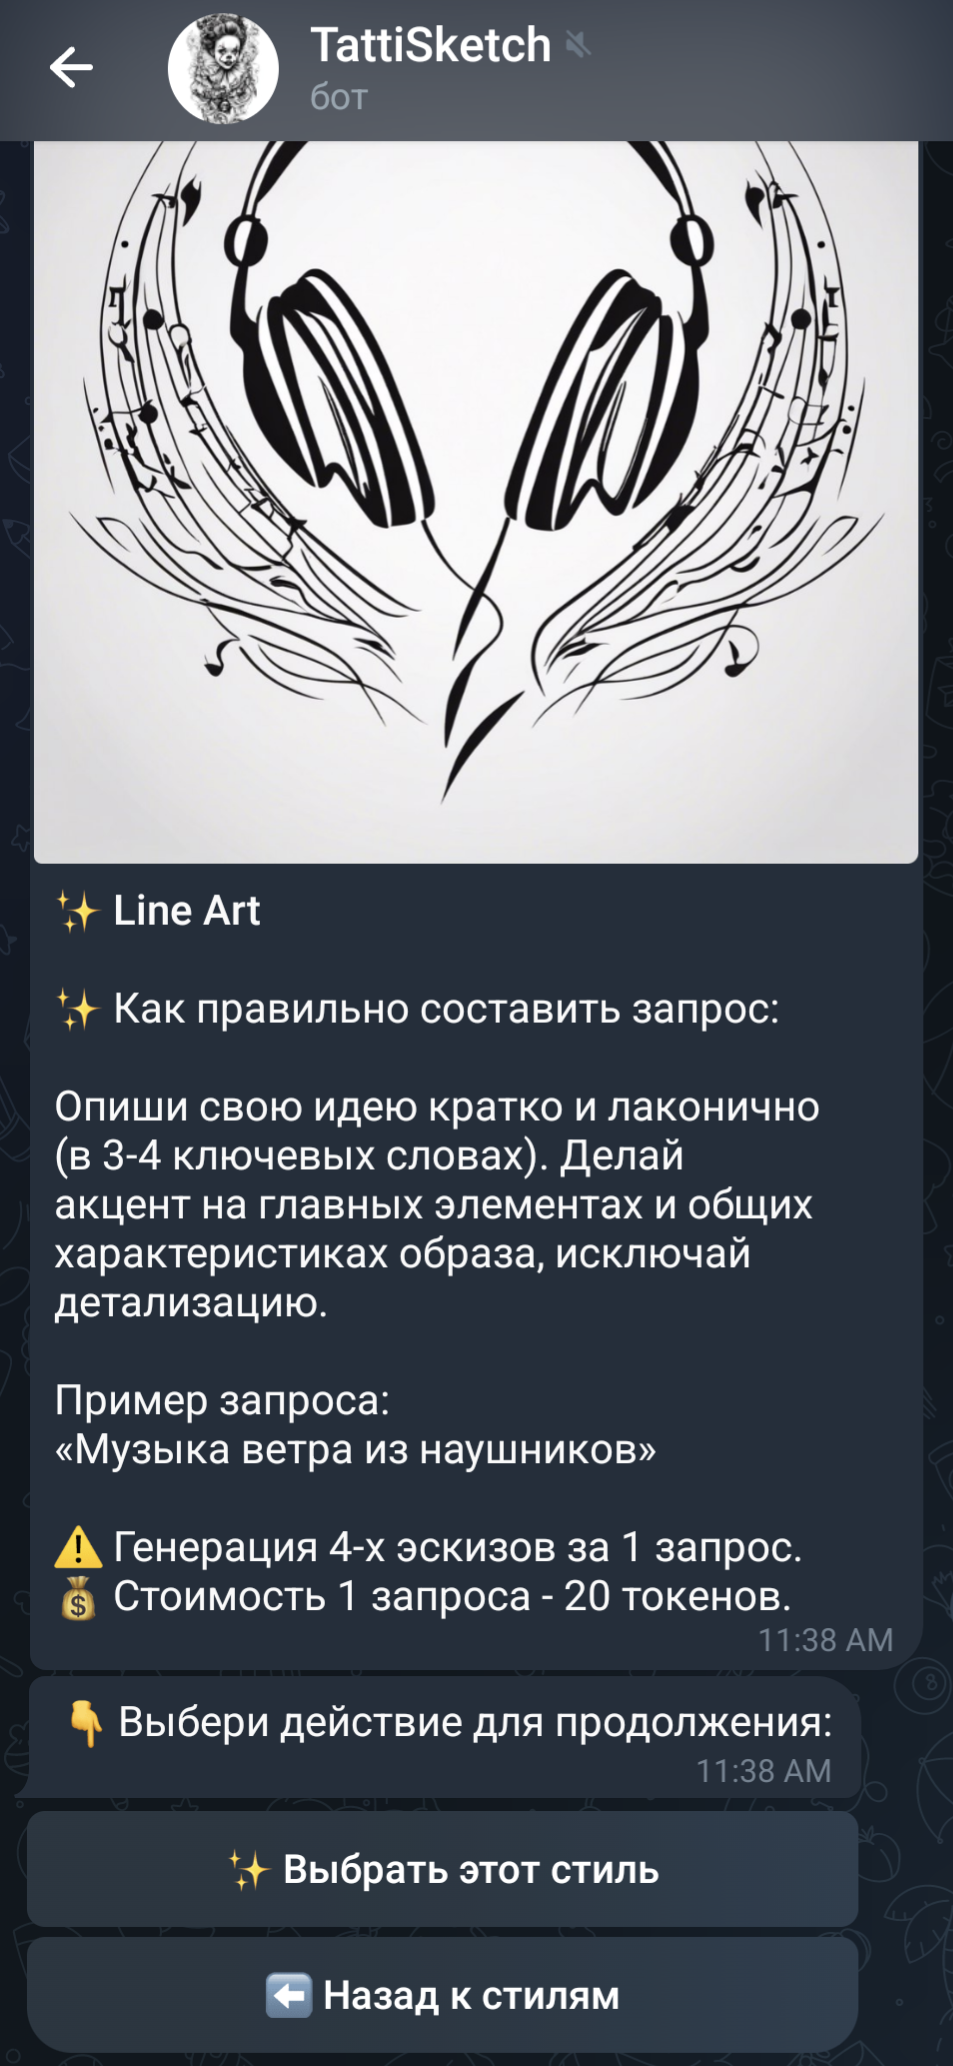 TattiSketch
бот
✨ Line Art
✨ Как правильно составить запрос:
Опиши свою идею кратко и лаконично
(в 3-4 ключевых словах). Делай
акцент на главных элементах и общих
характеристиках образа, исключай
детализацию.
Пример запроса:
«Музыка ветра из наушников»
⚠️ Генерация 4-х эскизов за 1 запрос.
💰 Стоимость 1 запроса - 20 токенов.
11:38 AM
👇 Выбери действие для продолжения:
11:38 AM
✨ Выбрать этот стиль
⬅️ Назад к стилям